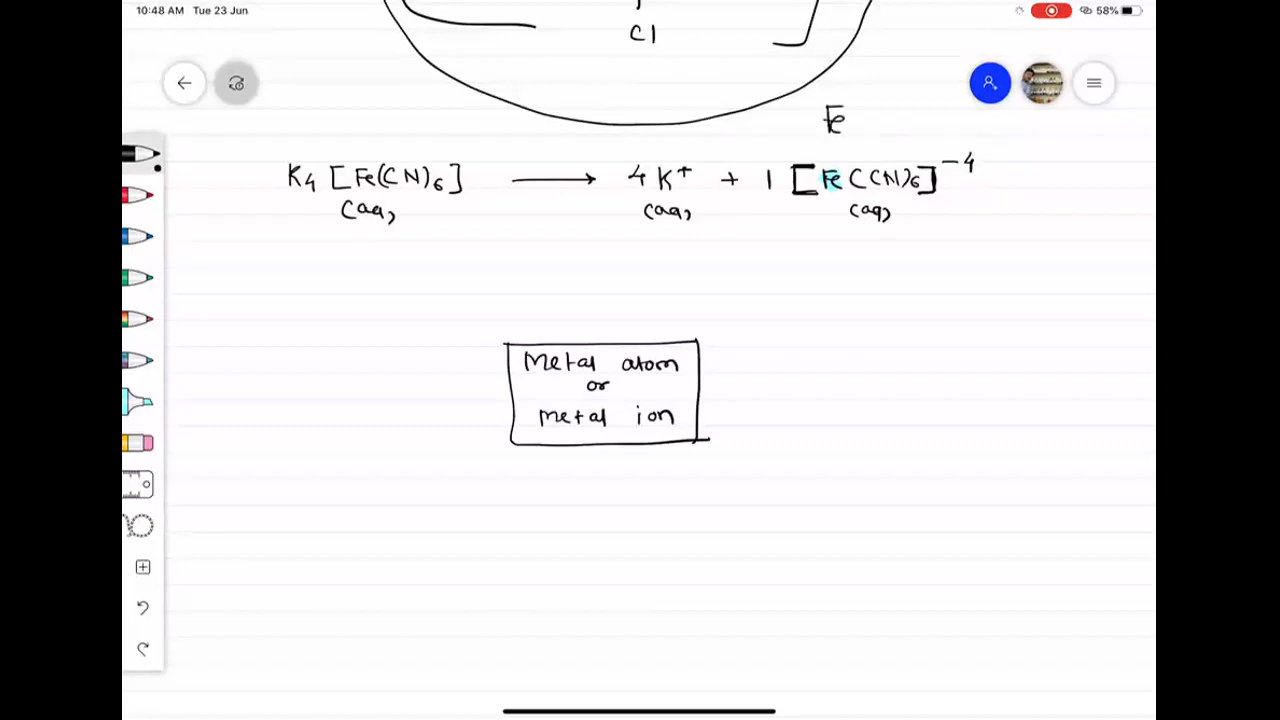 10:48 AM Tue 23 Jun 58%
Cl
Fe
K4 [Fe(CN)6] ⟶ 4 K+ + 1 [Fe(CN)6]−4
(aq) (aq) (aq)
Metal atom
or
Metal ion